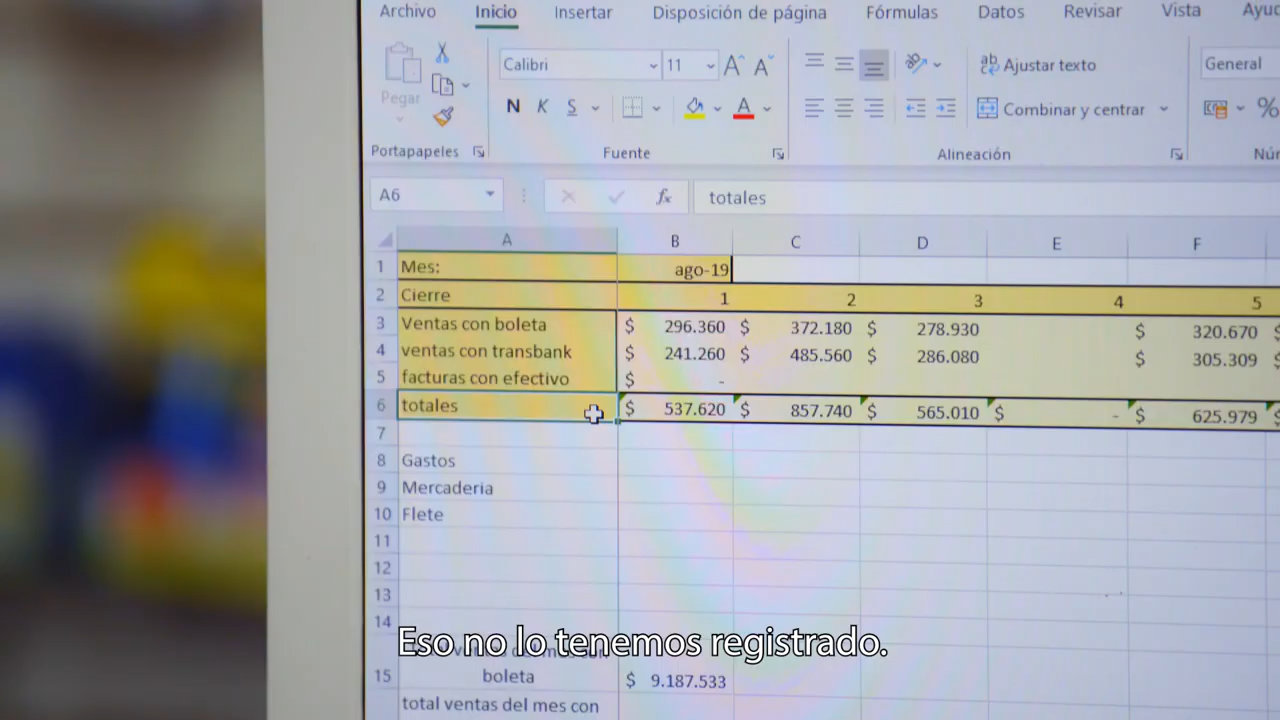 Archivo Inicio Insertar Disposición de página Fórmulas Datos Revisar Vista
Calibri 11 Ajustar texto General
Pegar N K S Combinar y centrar %
Portapapeles Fuente Alineación
A6 fx totales
A B C D E F
1 Mes: ago-19
2 Cierre 1 2 3 4 5
3 Ventas con boleta $ 296.360 $ 372.180 $ 278.930 $ 320.670 $
4 ventas con transbank $ 241.260 $ 485.560 $ 286.080 $ 305.309 $
5 facturas con efectivo $ -
6 totales $ 537.620 $ 857.740 $ 565.010 $ - $ 625.979 $
7
8 Gastos
9 Mercaderia
10 Flete
11
12
13
14
Eso no lo tenemos registrado.
15 boleta $ 9.187.533
total ventas del mes con